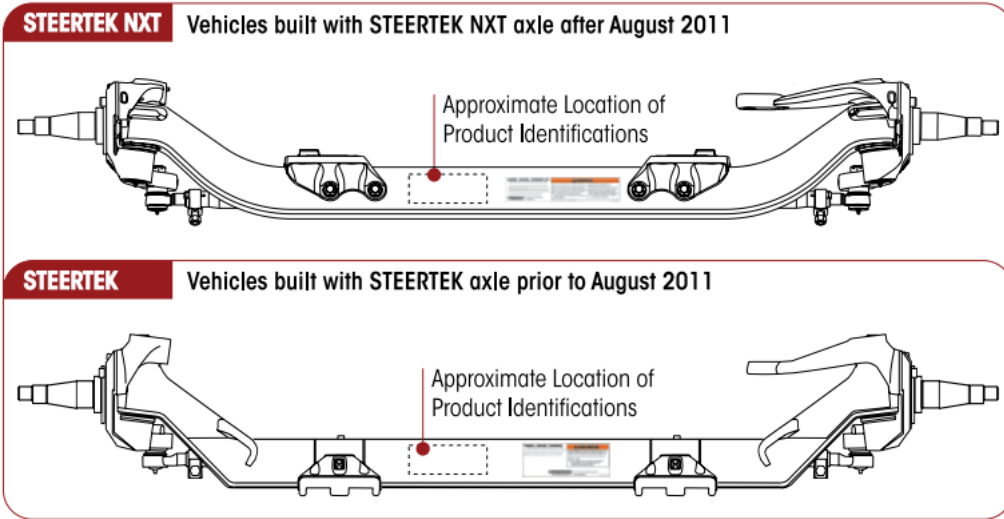 STEERTEK NXT Vehicles built with STEERTEK NXT axle after August 2011
Approximate Location of
Product Identifications
STEERTEK Vehicles built with STEERTEK axle prior to August 2011
Approximate Location of
Product Identifications